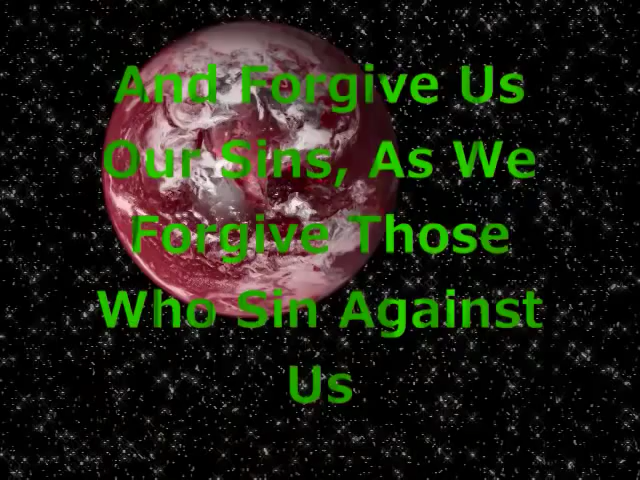 And Forgive Us
Our Sins, As We
Forgive Those
Who Sin Against
Us